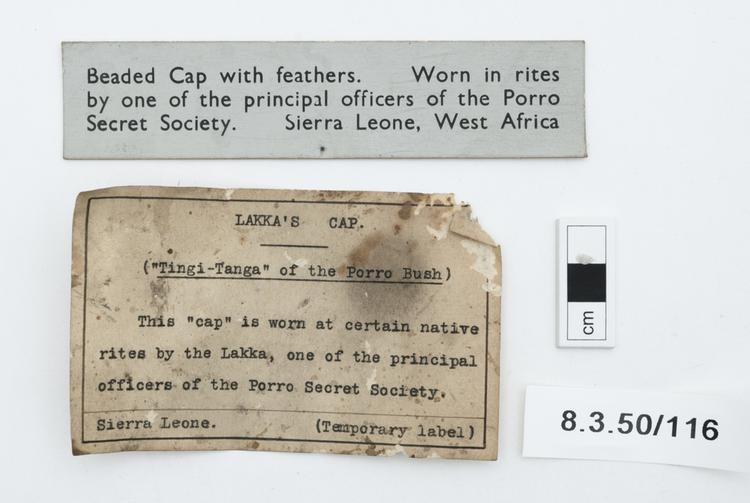 Beaded Cap with feathers. Worn in rites
by one of the principal officers of the Porro
Secret Society. Sierra Leone, West Africa
LAKKA'S CAP.
("Tingi-Tanga" of the Porro Bush)
This "cap" is worn at certain native
rites by the Lakka, one of the principal
officers of the Porro Secret Society.
Sierra Leone. (Temporary label)
cm
8.3.50/116